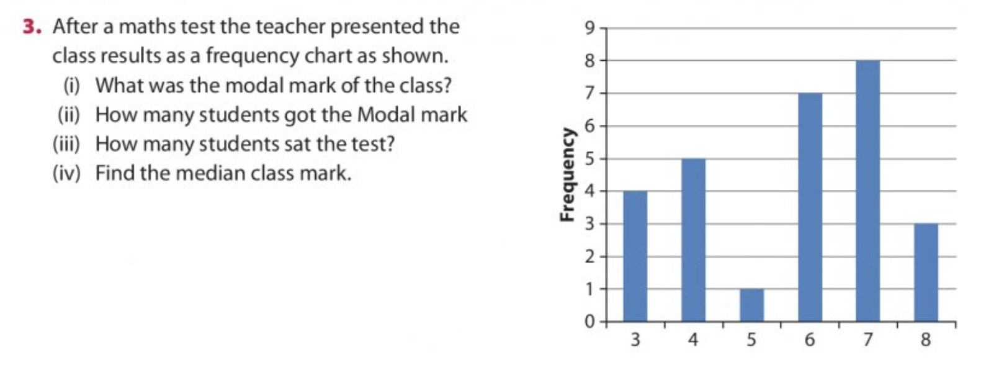 3. After a maths test the teacher presented the
class results as a frequency chart as shown.
(i) What was the modal mark of the class?
(ii) How many students got the Modal mark
(iii) How many students sat the test?
(iv) Find the median class mark.
9
8
7
6
5
4
3
2
1
0
Frequency
3 4 5 6 7 8